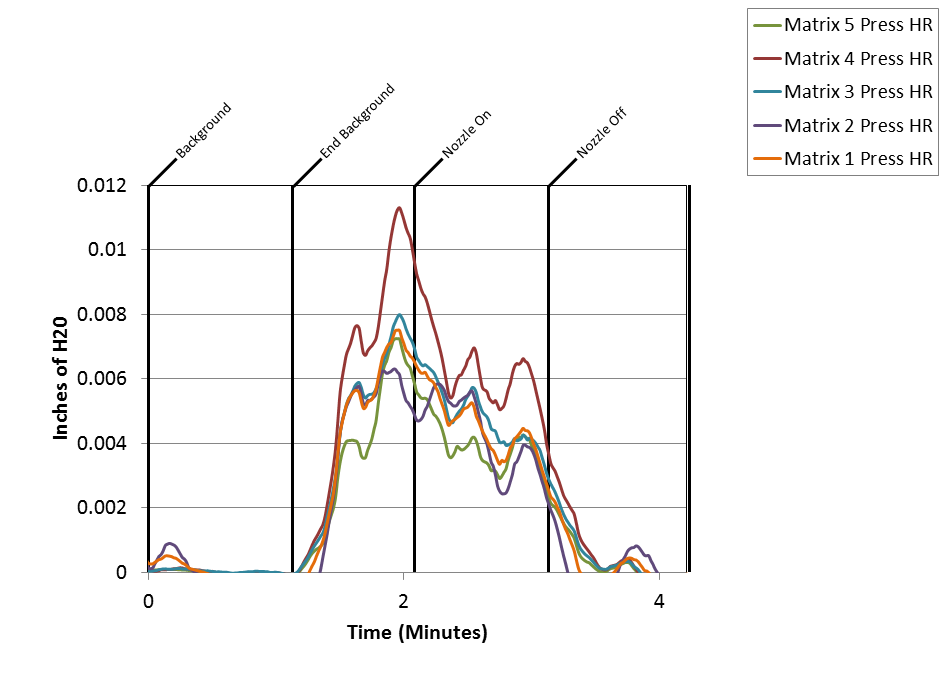 Matrix 5 Press HR
Matrix 4 Press HR
Matrix 3 Press HR
Matrix 2 Press HR
Matrix 1 Press HR
Background
End Background
Nozzle On
Nozzle Off
0.012
0.01
0.008
0.006
0.004
0.002
0
Inches of H20
0 2 4
Time (Minutes)